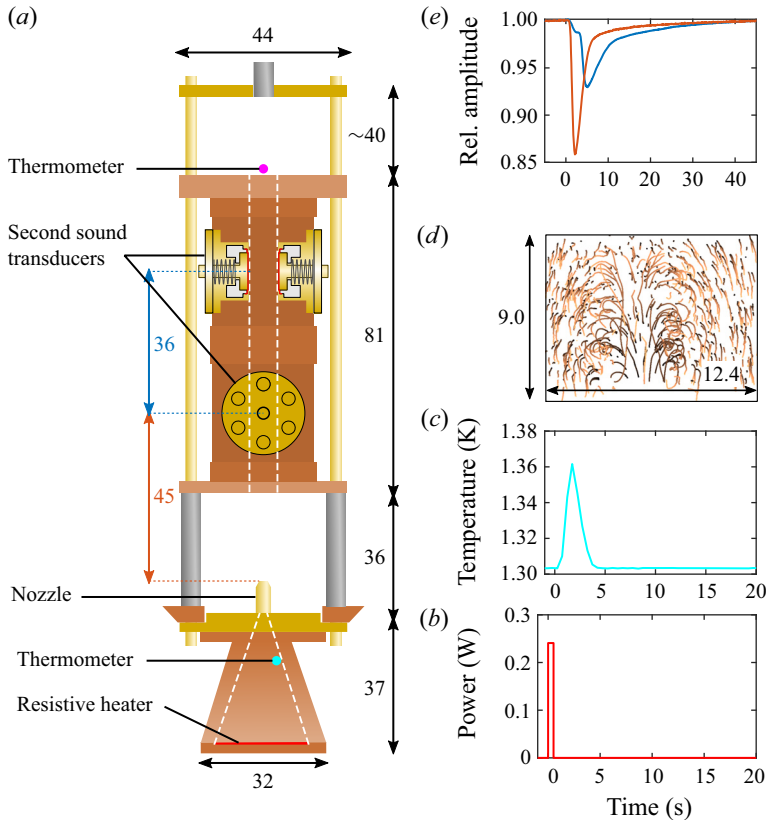 (a)
44
~40
Thermometer
Second sound
transducers
36
81
45
36
Nozzle
Thermometer
37
Resistive heater
32
(e)
Rel. amplitude
1.00
0.95
0.90
0.85
0
10
20
30
40
(d)
9.0
12.4
(c)
Temperature (K)
1.38
1.36
1.34
1.32
1.30
0
5
10
15
20
(b)
Power (W)
0.3
0.2
0.1
0
0
5
10
15
20
Time (s)